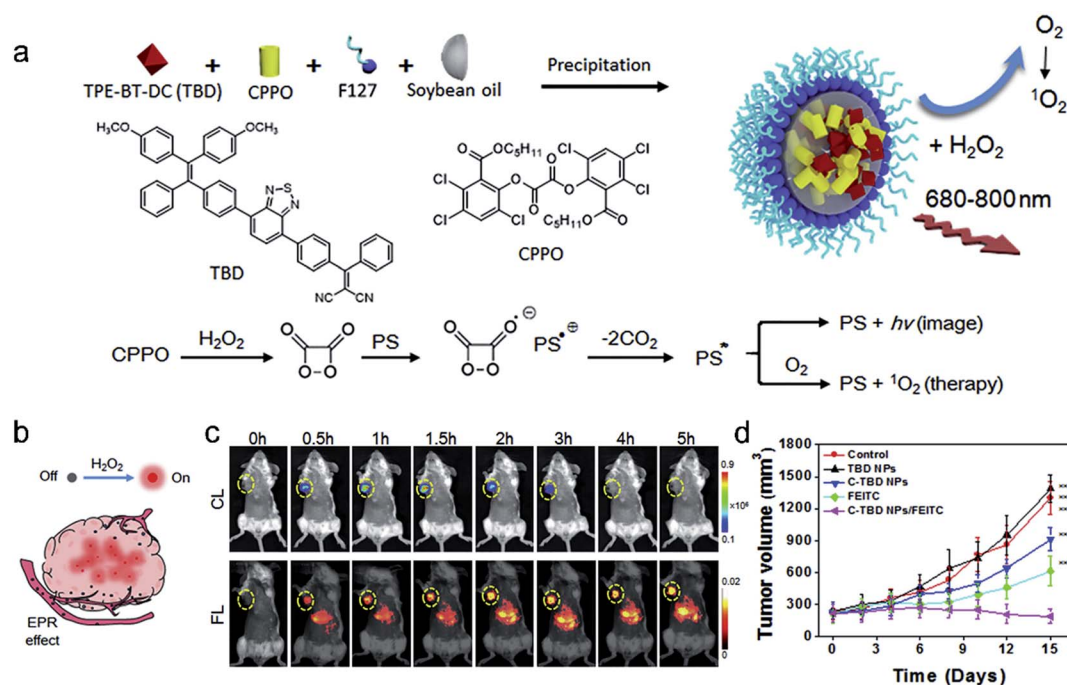 a
TPE-BT-DC (TBD) + CPPO + F127 + Soybean oil
Precipitation
O₂
¹O₂
+ H₂O₂
680-800nm
OCH₃
CH₃O
N
S
N
NC
CN
TBD
O
OC₅H₁₁
Cl
Cl
Cl
O
O
O
O
Cl
Cl
Cl
C₅H₁₁O
O
CPPO
CPPO
H₂O₂
O
O
O-O
PS
O
O•⊖
O-O
PS•⊕
-2CO₂
PS*
PS + hν (image)
O₂
PS + ¹O₂ (therapy)
b
Off
H₂O₂
On
EPR
effect
c
0h 0.5h 1h 1.5h 2h 3h 4h 5h
CL
0.9
×10⁶
0.1
FL
0.02
0
d
Tumor volume (mm³)
1800
1500
1200
900
600
300
0
Control
TBD NPs
C-TBD NPs
FEITC
C-TBD NPs/FEITC
**
**
**
**
**
0 3 6 9 12 15
Time (Days)